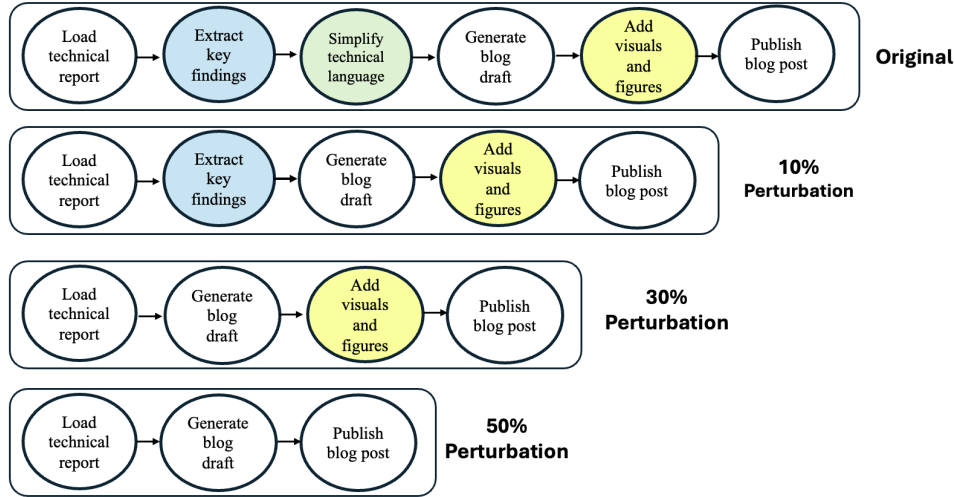 Load
technical
report
Extract
key
findings
Simplify
technical
language
Generate
blog
draft
Add
visuals
and
figures
Publish
blog post
Original
Load
technical
report
Extract
key
findings
Generate
blog
draft
Add
visuals
and
figures
Publish
blog post
10%
Perturbation
Load
technical
report
Generate
blog
draft
Add
visuals
and
figures
Publish
blog post
30%
Perturbation
Load
technical
report
Generate
blog
draft
Publish
blog post
50%
Perturbation